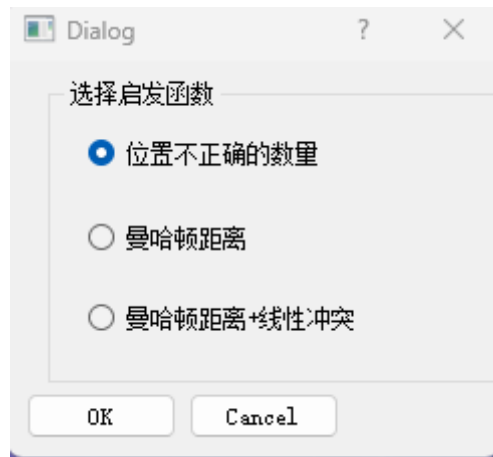 Dialog ?
选择启发函数
位置不正确的数量
曼哈顿距离
曼哈顿距离+线性冲突
OK Cancel